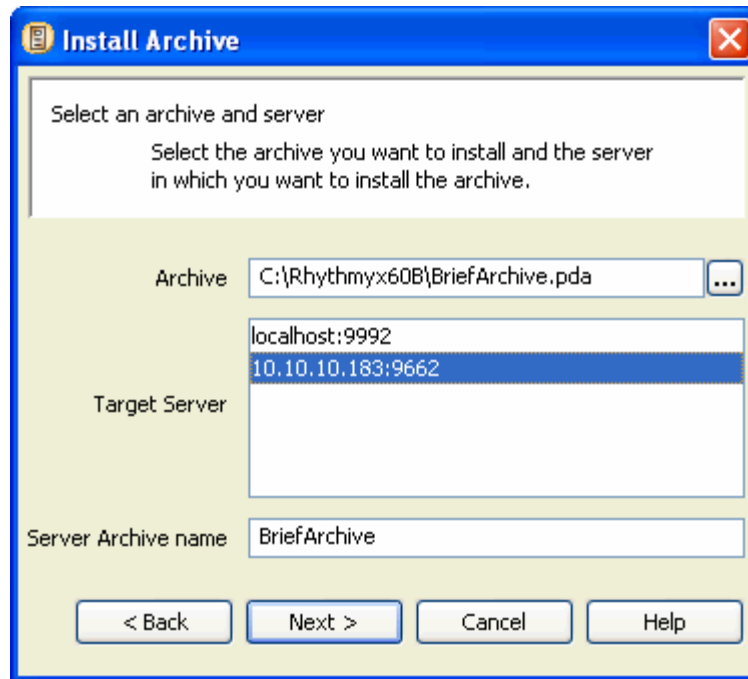 Install Archive
Select an archive and server
Select the archive you want to install and the server
in which you want to install the archive.
Archive C:\Rhythmyx60B\BriefArchive.pda ...
localhost:9992
10.10.10.183:9662
Target Server
Server Archive name BriefArchive
< Back Next > Cancel Help